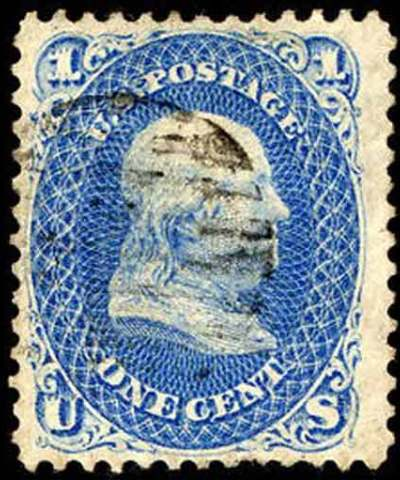 1 1
U.S. POSTAGE
ONE CENT
U S